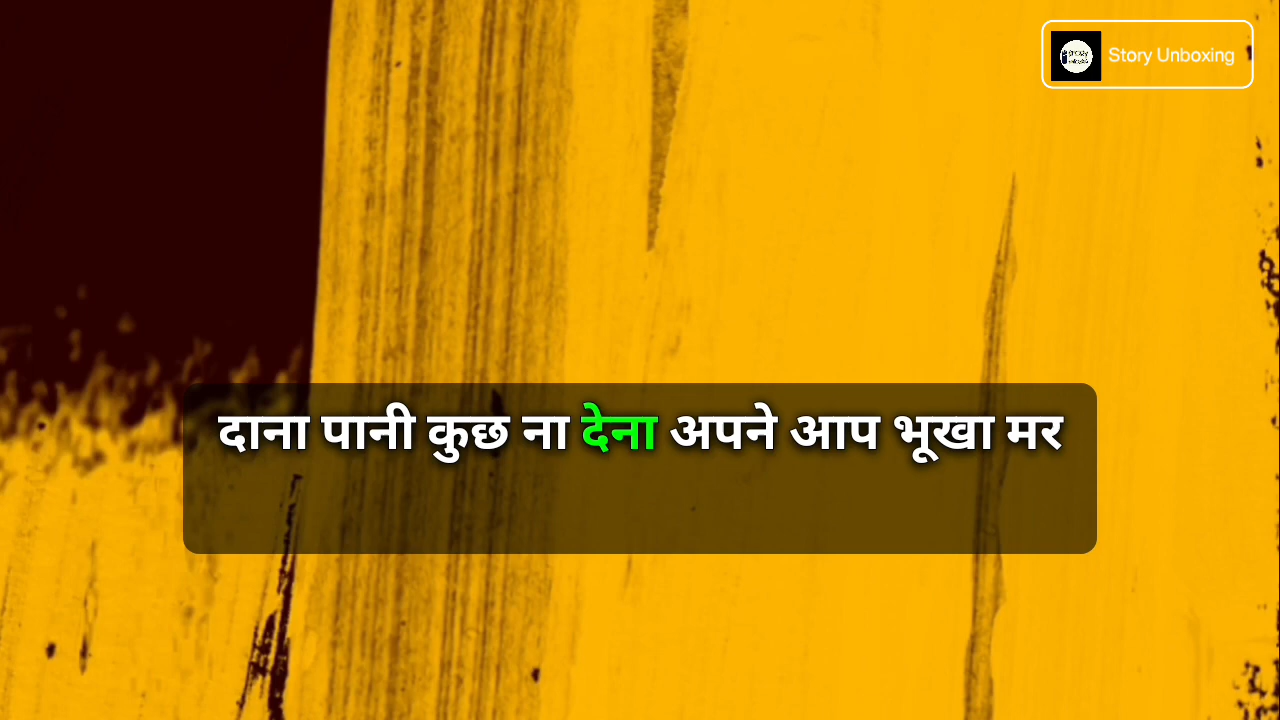 Story Unboxing
दाना पानी कुछ ना देना अपने आप भूखा मर